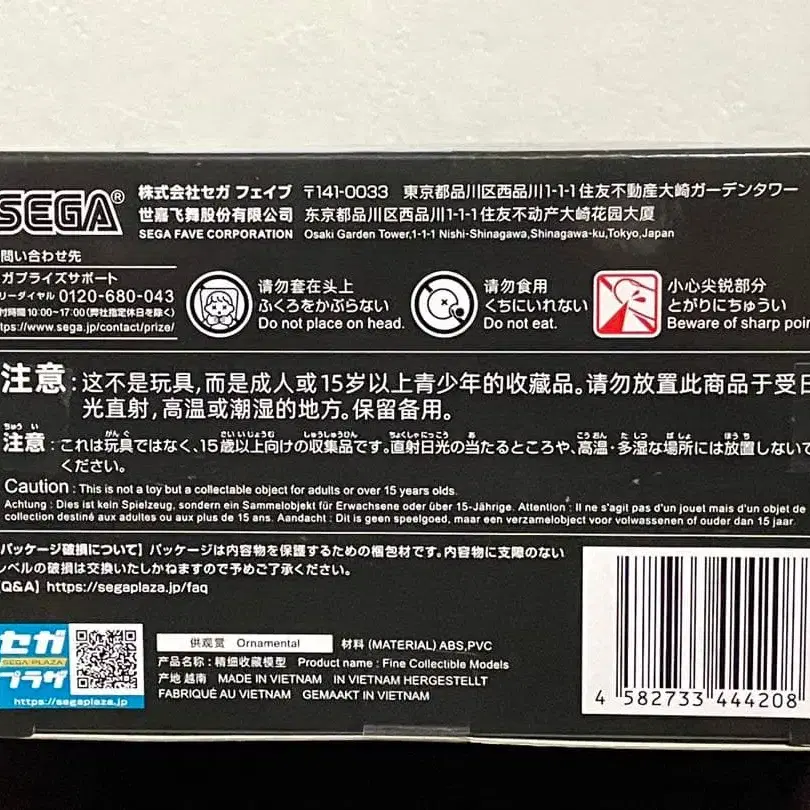 SEGA®
株式会社セガ フェイブ 〒141-0033 東京都品川区西品川1-1-1住友不動産大崎ガーデンタワー
世嘉飞舞股份有限公司 东京都品川区西品川1-1-1住友不动产大崎花园大厦
SEGA FAVE CORPORATION Osaki Garden Tower,1-1-1 Nishi-Shinagawa,Shinagawa-ku,Tokyo,Japan
問い合わせ先
ガプライズサポート
リーダイヤル 0120-680-043
付時間10:00~17:00(弊社指定休日を除く)
tps://www.sega.jp/contact/prize/
请勿套在头上
ふくろをかぶらない
Do not place on head.
请勿食用
くちにいれない
Do not eat.
小心尖锐部分
とがりにちゅうい
Beware of sharp poin
注意:这不是玩具,而是成人或15岁以上青少年的收藏品。请勿放置此商品于受日
光直射,高温或潮湿的地方。保留备用。
注意:これは玩具ではなく、15歳以上向けの収集品です。直射日光の当たるところや、高温・多湿な場所には放置しないで
ください。
Caution : This is not a toy but a collectable object for adults or over 15 years olds.
Achtung : Dies ist kein Spielzeug, sondern ein Sammelobjekt für Erwachsene oder über 15-Jährige. Attention : Il ne s'agit pas d'un jouet mais d'un objet de
collection destiné aux adultes ou aux plus de 15 ans. Aandacht : Dit is geen speelgoed, maar een verzamelobject voor volwassenen of ouder dan 15 jaar.
パッケージ破損について】パッケージは内容物を保護するための梱包材です。内容物に支障のない
レベルの破損は交換いたしかねますので予めご了承ください。
Q&A】https://segaplaza.jp/faq
セガ
SEGA PLAZA
プラザ
https://segaplaza.jp
供观赏 Ornamental
材料 (MATERIAL) ABS,PVC
产品名称:精细收藏模型 Product name : Fine Collectible Models
产地 越南 MADE IN VIETNAM IN VIETNAM HERGESTELLT
FABRIQUÉ AU VIETNAM GEMAAKT IN VIETNAM
4 582733 444208